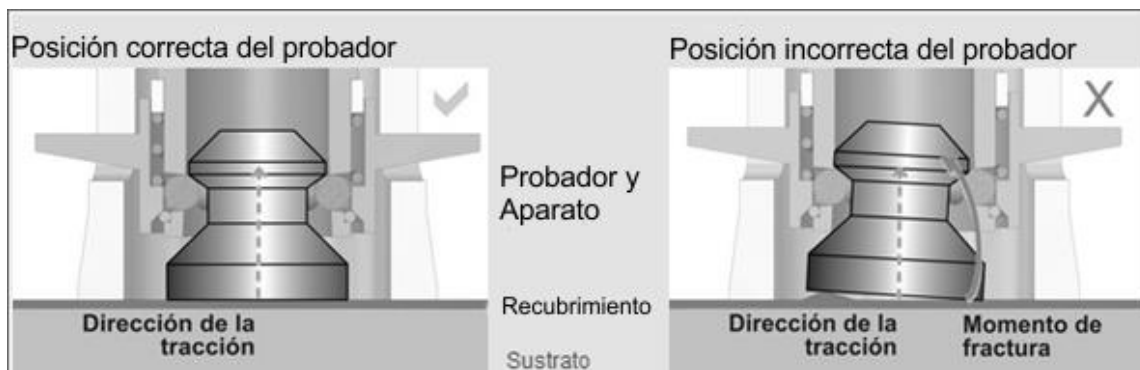 Posición correcta del probador
Posición incorrecta del probador
X
Probador y
Aparato
Recubrimiento
Sustrato
Dirección de la
tracción
Dirección de la
tracción
Momento de
fractura